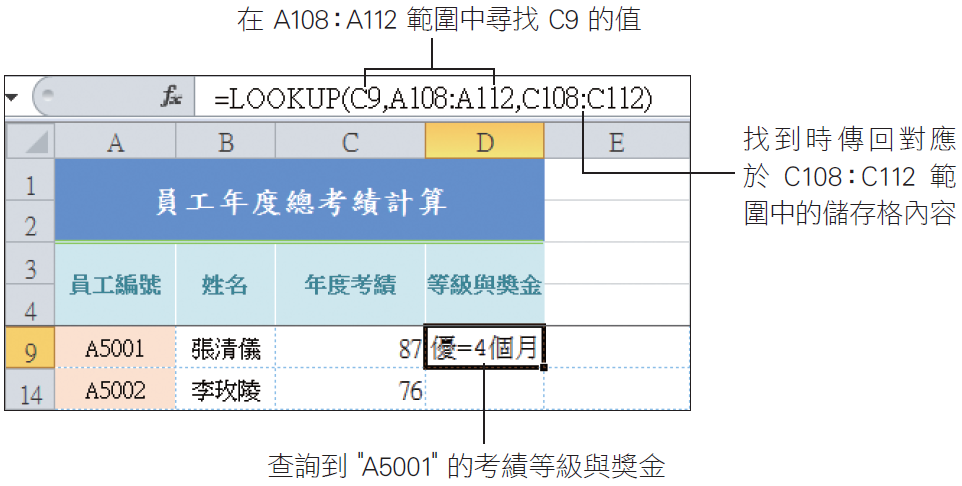 在 A108:A112 範圍中尋找 C9 的值
fx =LOOKUP(C9,A108:A112,C108:C112)
A B C D E
找到時傳回對應
於 C108:C112 範
圍中的儲存格內容
1 員工年度總考績計算
2
3 員工編號 姓名 年度考績 等級與獎金
4
9 A5001 張清儀 87 優=4個月
14 A5002 李玫陵 76
查詢到 "A5001" 的考績等級與獎金